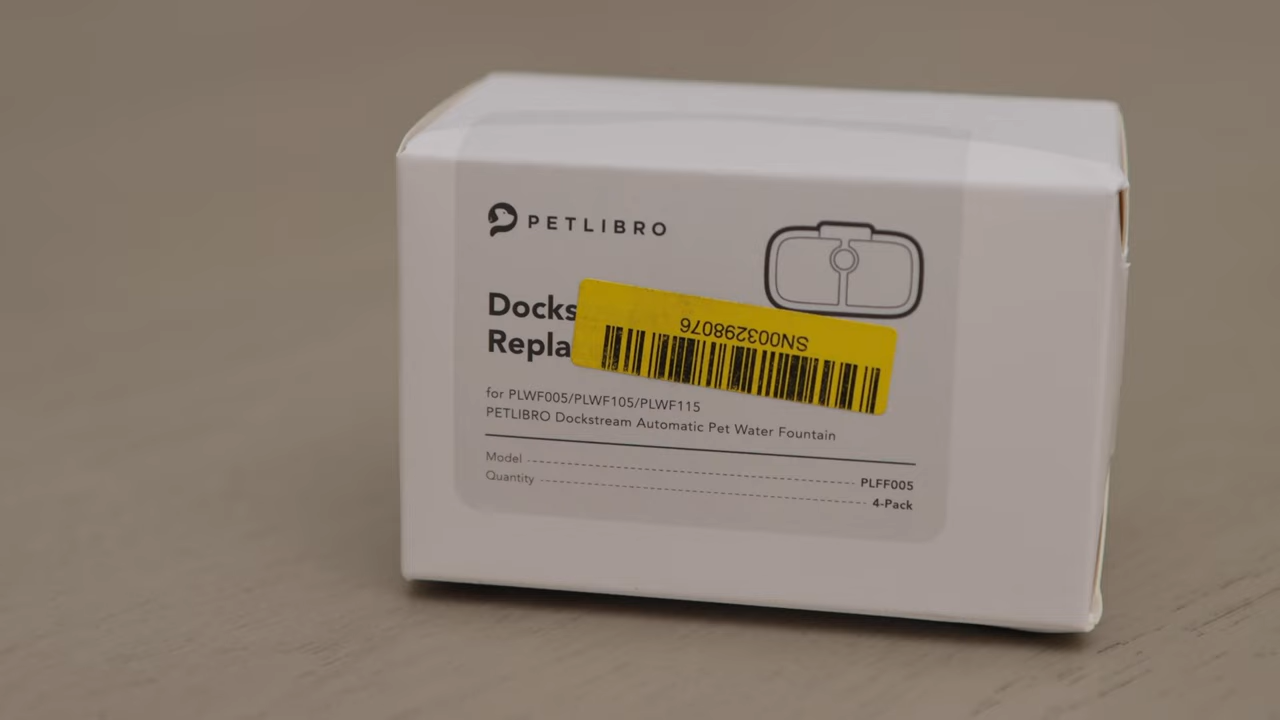 PETLIBRO
Docks
Repla
SN003298076
for PLWF005/PLWF105/PLWF115
PETLIBRO Dockstream Automatic Pet Water Fountain
Model PLFF005
Quantity 4-Pack